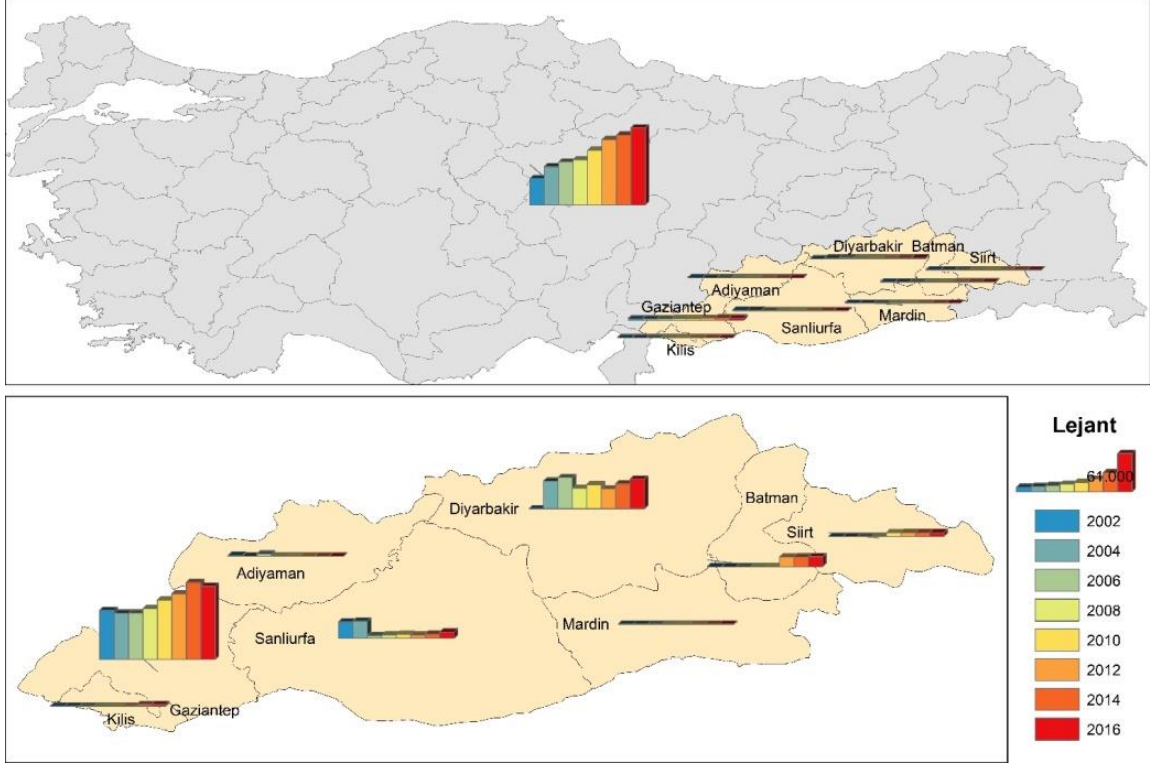 Diyarbakir
Batman
Siirt
Adiyaman
Gaziantep
Sanliurfa
Mardin
Kilis
Diyarbakir
Batman
Siirt
Adiyaman
Sanliurfa
Mardin
Gaziantep
Kilis
Lejant
61.000
2002
2004
2006
2008
2010
2012
2014
2016